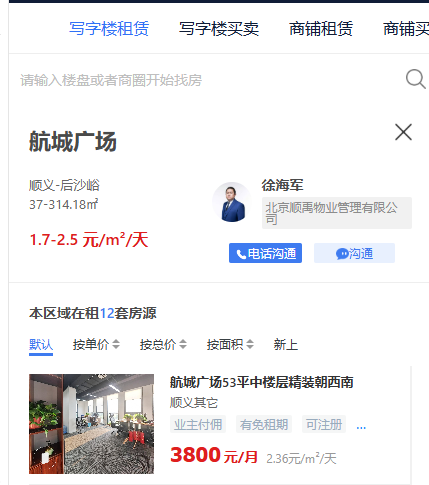 写字楼租赁 写字楼买卖 商铺租赁 商铺买
请输入楼盘或者商圈开始找房
航城广场
顺义-后沙峪
37-314.18㎡
1.7-2.5 元/m²/天
徐海军
北京顺禹物业管理有限公
司
电话沟通 沟通
本区域在租12套房源
默认 按单价 按总价 按面积 新上
航城广场53平中楼层精装朝西南
顺义其它
业主付佣 有免租期 可注册 ...
3800 元/月 2.36元/m²/天